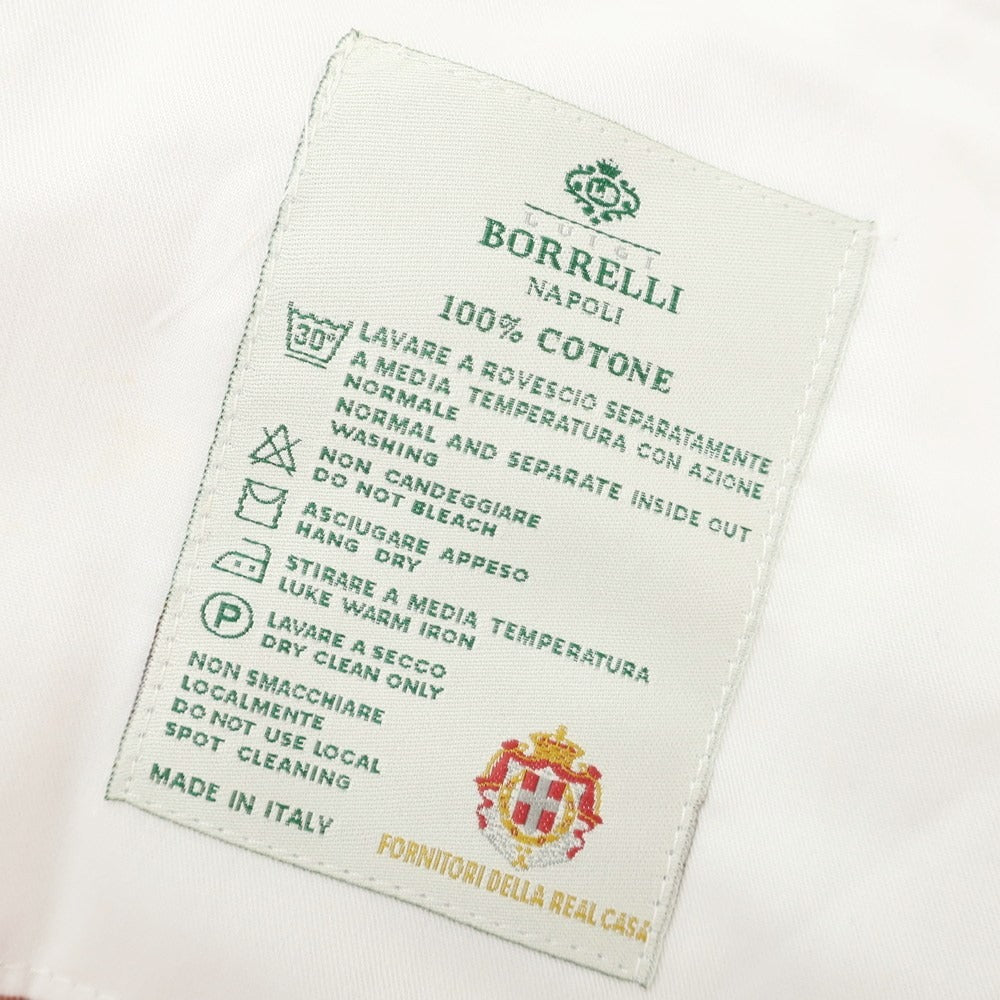 LUIGI
BORRELLI
NAPOLI
100% COTONE
30°
LAVARE A ROVESCIO SEPARATAMENTE
A MEDIA TEMPERATURA CON AZIONE
NORMALE
NORMAL AND SEPARATE INSIDE OUT
WASHING
NON CANDEGGIARE
DO NOT BLEACH
ASCIUGARE APPESO
HANG DRY
STIRARE A MEDIA TEMPERATURA
LUKE WARM IRON
P
LAVARE A SECCO
DRY CLEAN ONLY
NON SMACCHIARE
LOCALMENTE
DO NOT USE LOCAL
SPOT CLEANING
MADE IN ITALY
FORNITORI DELLA REAL CASA